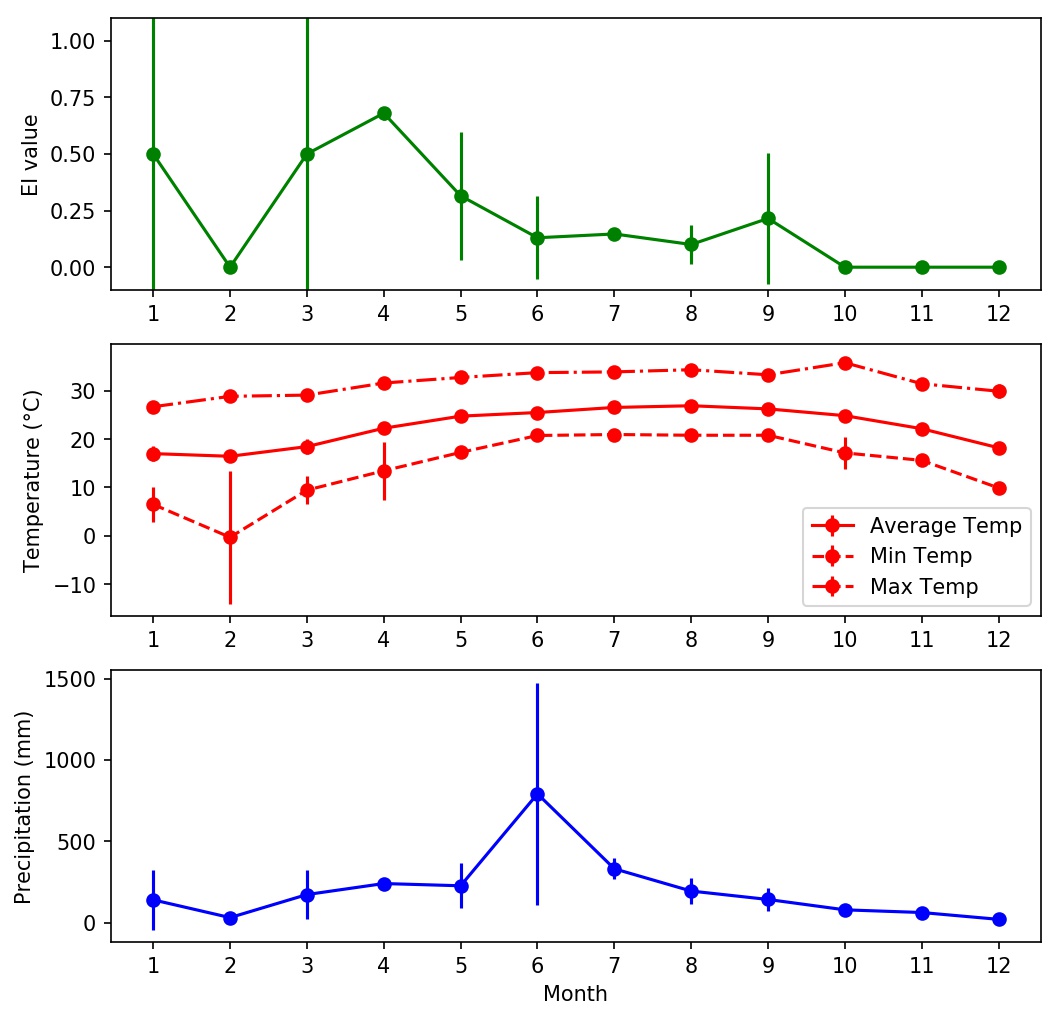 EI value
1.00
0.75
0.50
0.25
0.00
1 2 3 4 5 6 7 8 9 10 11 12
Temperature (°C)
30
20
10
0
−10
Average Temp
Min Temp
Max Temp
1 2 3 4 5 6 7 8 9 10 11 12
Precipitation (mm)
1500
1000
500
0
1 2 3 4 5 6 7 8 9 10 11 12
Month